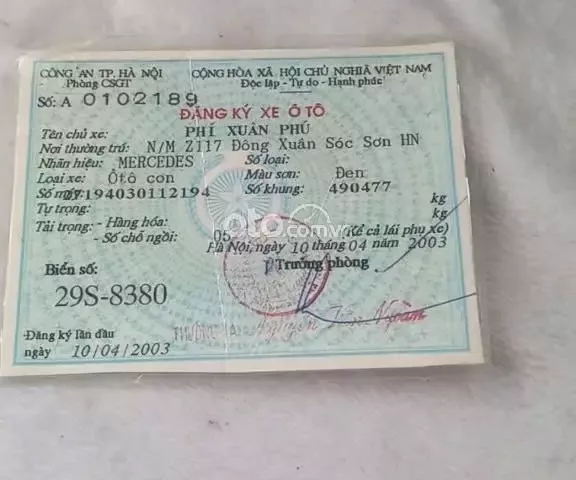 CÔNG AN TP. HÀ NỘI
Phòng CSGT
CỘNG HÒA XÃ HỘI CHỦ NGHĨA VIỆT NAM
Độc lập - Tự do - Hạnh phúc
Số: A 0102189
ĐĂNG KÝ XE Ô TÔ
Tên chủ xe: PHÍ XUÂN PHÚ
Nơi thường trú: N/M Z117 Đông Xuân Sóc Sơn HN
Nhãn hiệu: MERCEDES Số loại:
Loại xe: Ôtô con Màu sơn: Đen
Số máy: 194030112194 Số khung: 490477
Tự trọng: kg
Tải trọng: - Hàng hóa: kg
- Số chỗ ngồi: 05 (Kể cả lái phụ xe)
oto.com.vn
Hà Nội, ngày 10 tháng 04 năm 2003
Trưởng phòng
Biển số:
29S-8380
Đăng ký lần đầu
ngày 10/04/2003